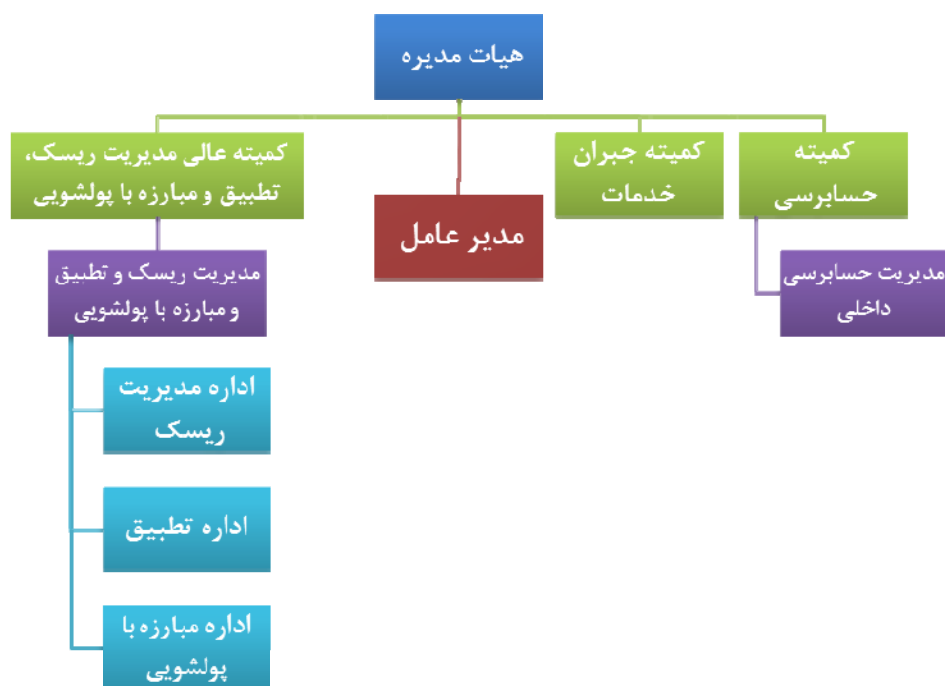 هیات مدیره
کمیته
حسابرسی
کمیته جبران
خدمات
مدیر عامل
کمیته عالی مدیریت ریسک،
تطبیق و مبارزه با پولشویی
مدیریت حسابرسی
داخلی
مدیریت ریسک و تطبیق
و مبارزه با پولشویی
اداره مدیریت
ریسک
اداره تطبیق
اداره مبارزه با
پولشویی